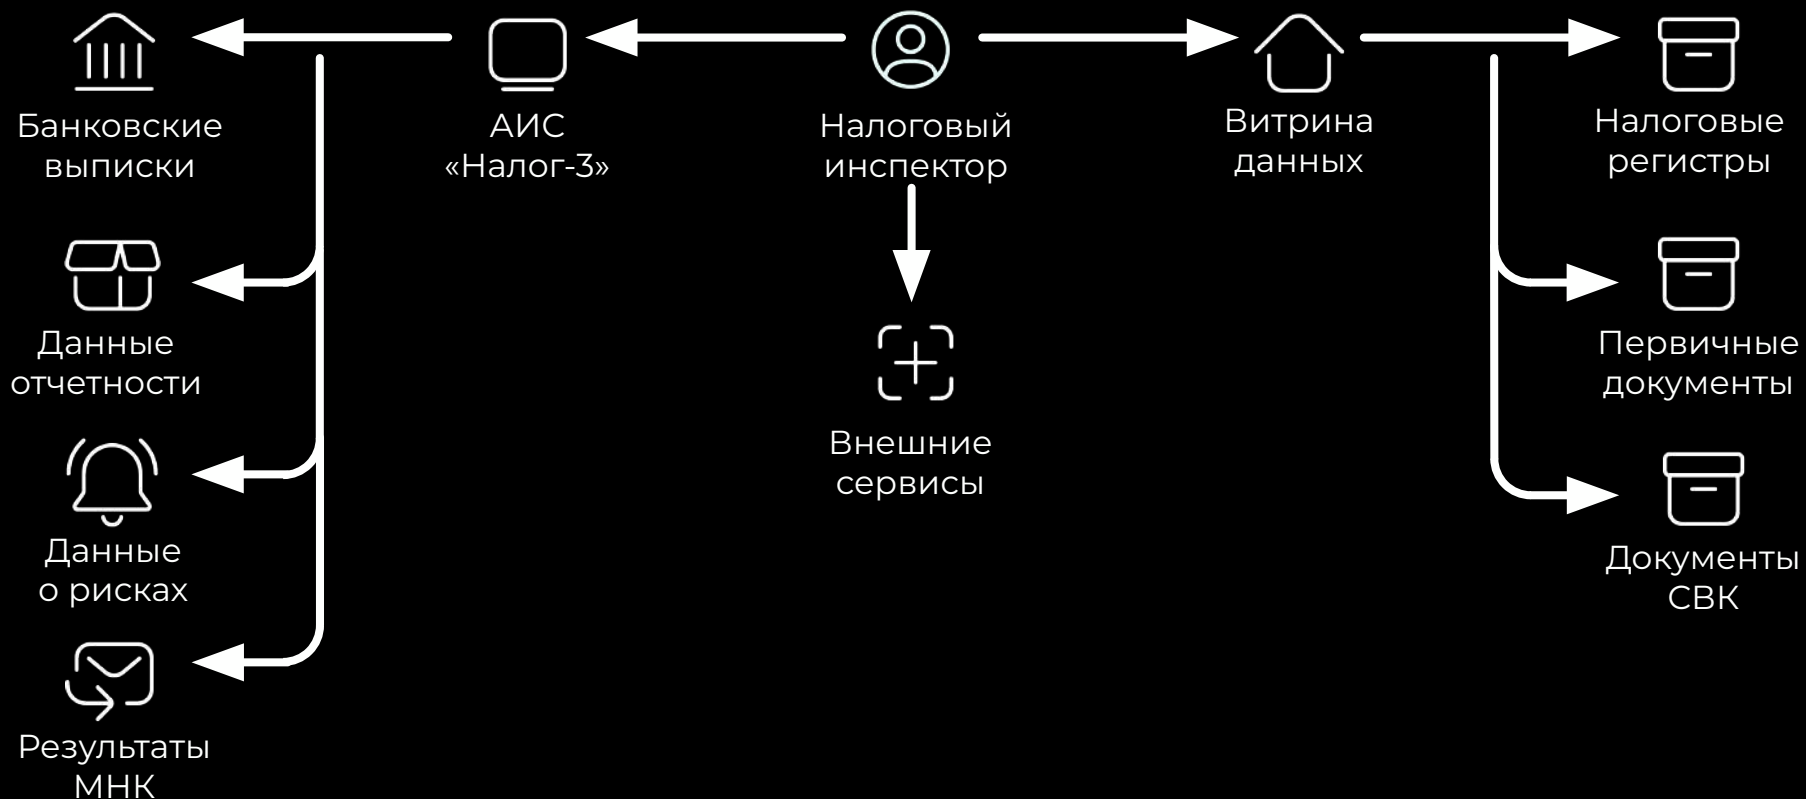 Банковские
выписки
АИС
«Налог-3»
Налоговый
инспектор
Витрина
данных
Налоговые
регистры
Данные
отчетности
Первичные
документы
Внешние
сервисы
Данные
о рисках
Документы
СВК
Результаты
МНК